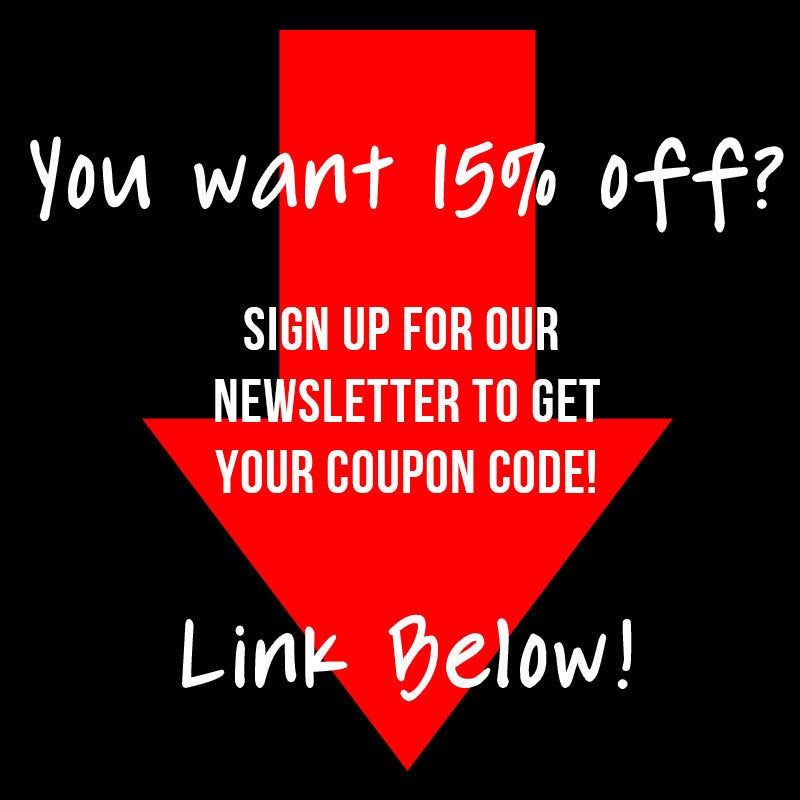 You want 15% off?
SIGN UP FOR OUR
NEWSLETTER TO GET
YOUR COUPON CODE!
Link Below!